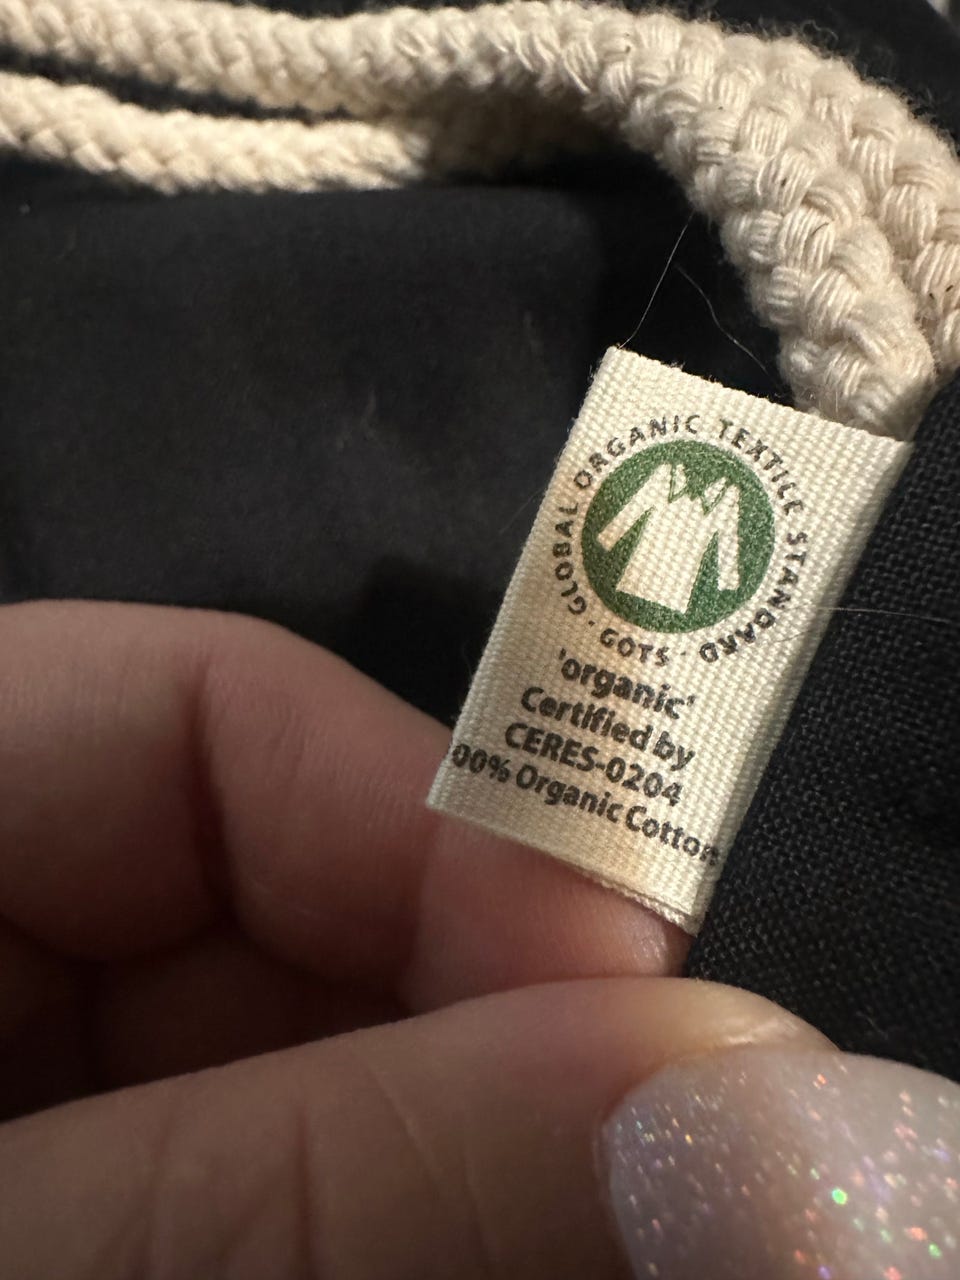 GLOBAL ORGANIC TEXTILE STANDARD · GOTS ·
'organic'
Certified by
CERES-0204
00% Organic Cotton